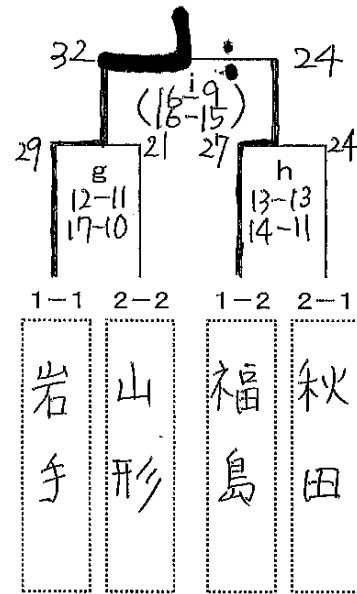 32 i 24
(16-9
16-15)
29 21 27 24
g h
12-11 13-13
17-10 14-11
1-1 2-2 1-2 2-1
岩手
山形
福島
秋田